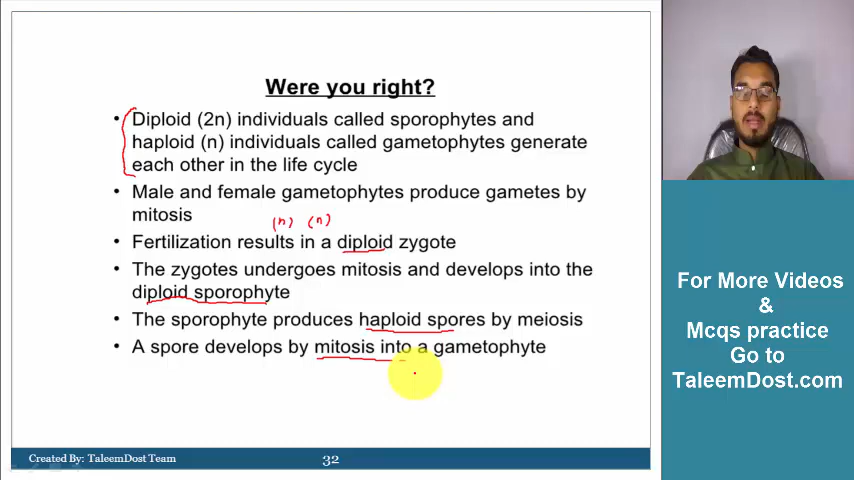 Were you right?
• Diploid (2n) individuals called sporophytes and
haploid (n) individuals called gametophytes generate
each other in the life cycle
• Male and female gametophytes produce gametes by
mitosis
(n) (n)
• Fertilization results in a diploid zygote
• The zygotes undergoes mitosis and develops into the
diploid sporophyte
• The sporophyte produces haploid spores by meiosis
• A spore develops by mitosis into a gametophyte
Created By: TaleemDost Team
32
For More Videos
&
Mcqs practice
Go to
TaleemDost.com